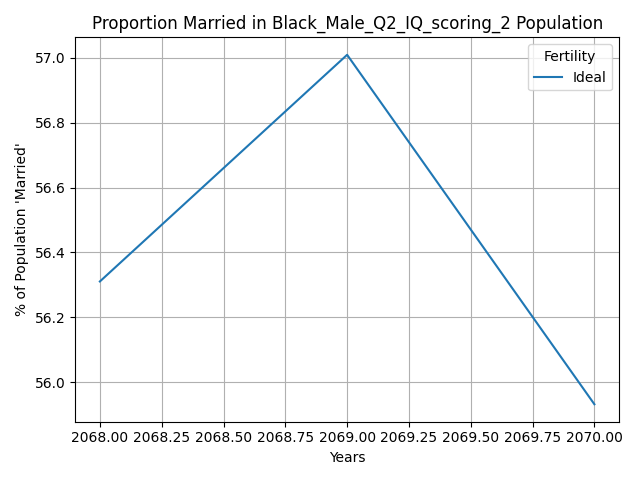 Proportion Married in Black_Male_Q2_IQ_scoring_2 Population
Fertility
Ideal
% of Population 'Married'
57.0
56.8
56.6
56.4
56.2
56.0
2068.00 2068.25 2068.50 2068.75 2069.00 2069.25 2069.50 2069.75 2070.00
Years